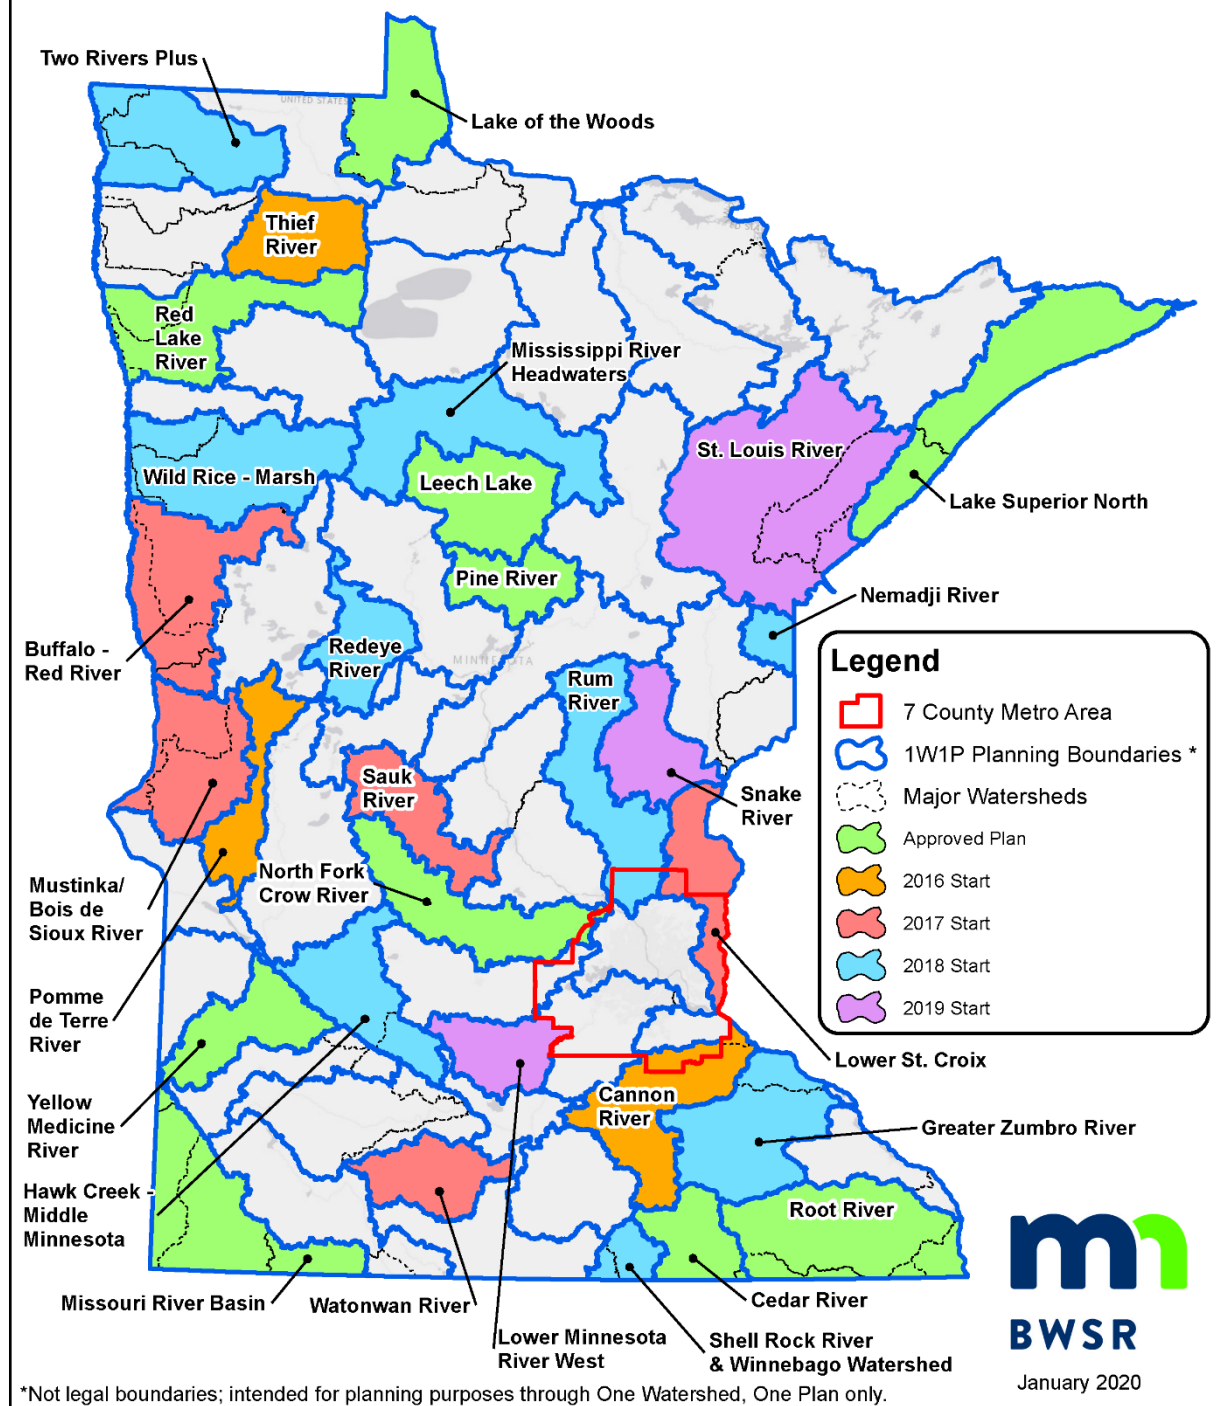 Two Rivers Plus
UNITED STATES
Lake of the Woods
Thief
River
Red
Lake
River
Mississippi River
Headwaters
St. Louis River
Wild Rice - Marsh
Leech Lake
Lake Superior North
Pine River
Nemadji River
Buffalo -
Red River
Redeye
River
MINNESOTA
Rum
River
Legend
7 County Metro Area
1W1P Planning Boundaries *
Major Watersheds
Approved Plan
2016 Start
2017 Start
2018 Start
2019 Start
Sauk
River
Snake
River
North Fork
Crow River
Mustinka/
Bois de
Sioux River
Pomme
de Terre
River
Lower St. Croix
Yellow
Medicine
River
Cannon
River
Greater Zumbro River
Hawk Creek -
Middle
Minnesota
Root River
Missouri River Basin
Watonwan River
Cedar River
Lower Minnesota
River West
Shell Rock River
& Winnebago Watershed
mn
BWSR
January 2020
*Not legal boundaries; intended for planning purposes through One Watershed, One Plan only.